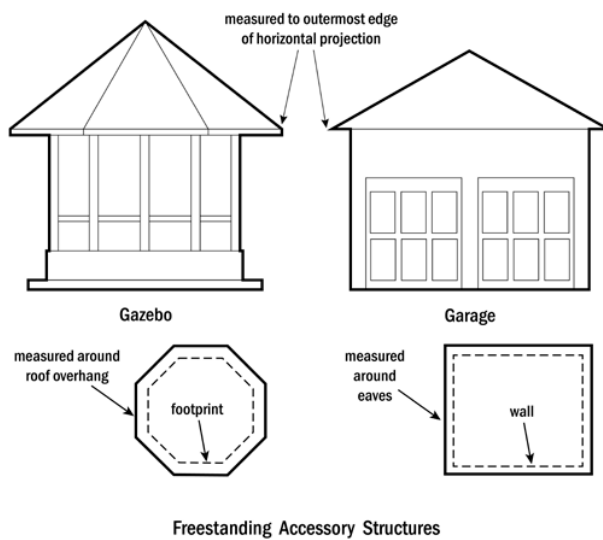 measured to outermost edge
of horizontal projection
Gazebo
Garage
measured around
roof overhang
footprint
measured
around
eaves
wall
Freestanding Accessory Structures